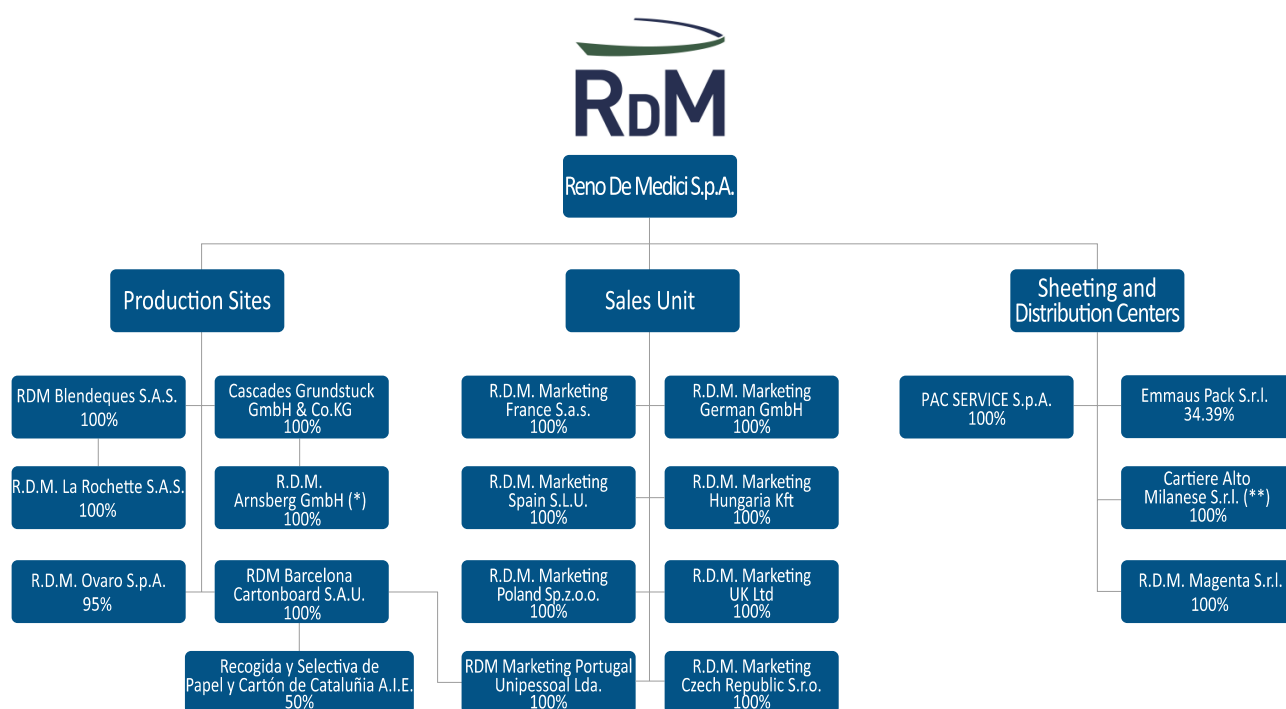 RDM
Reno De Medici S.p.A.
Production Sites
Sales Unit
Sheeting and
Distribution Centers
RDM Blendeques S.A.S.
100%
Cascades Grundstuck
GmbH & Co.KG
100%
R.D.M. Marketing
France S.a.s.
100%
R.D.M. Marketing
German GmbH
100%
PAC SERVICE S.p.A.
100%
Emmaus Pack S.r.l.
34.39%
R.D.M. La Rochette S.A.S.
100%
R.D.M.
Arnsberg GmbH (*)
100%
R.D.M. Marketing
Spain S.L.U.
100%
R.D.M. Marketing
Hungaria Kft
100%
Cartiere Alto
Milanese S.r.l. (**)
100%
R.D.M. Ovaro S.p.A.
95%
RDM Barcelona
Cartonboard S.A.U.
100%
R.D.M. Marketing
Poland Sp.z.o.o.
100%
R.D.M. Marketing
UK Ltd
100%
R.D.M. Magenta S.r.l.
100%
Recogida y Selectiva de
Papel y Cartón de Cataluñia A.I.E.
50%
RDM Marketing Portugal
Unipessoal Lda.
100%
R.D.M. Marketing
Czech Republic S.r.o.
100%